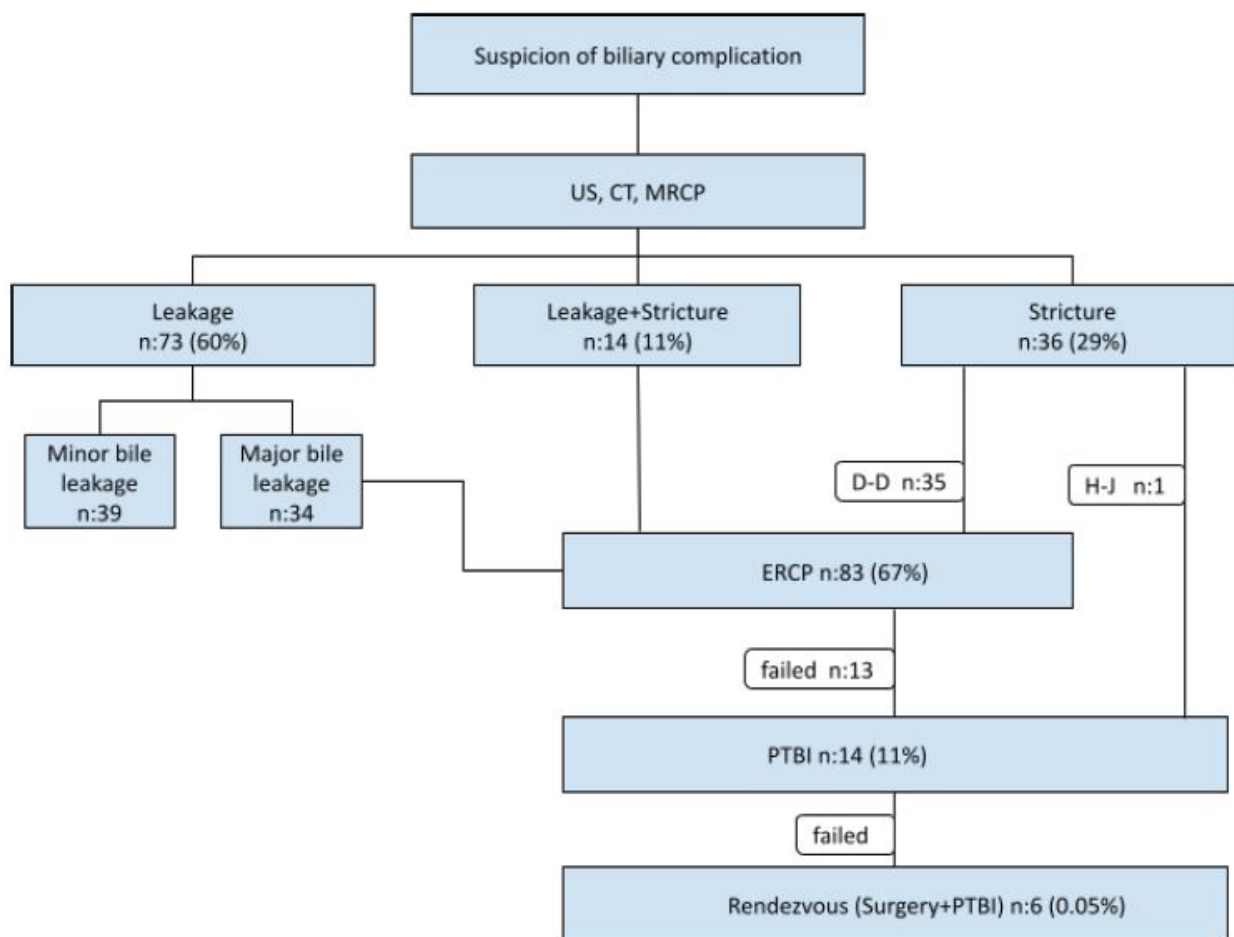 Suspicion of biliary complication
US, CT, MRCP
Leakage
n:73 (60%)
Leakage+Stricture
n:14 (11%)
Stricture
n:36 (29%)
Minor bile
leakage
n:39
Major bile
leakage
n:34
D-D n:35
H-J n:1
ERCP n:83 (67%)
failed n:13
PTBI n:14 (11%)
failed
Rendezvous (Surgery+PTBI) n:6 (0.05%)